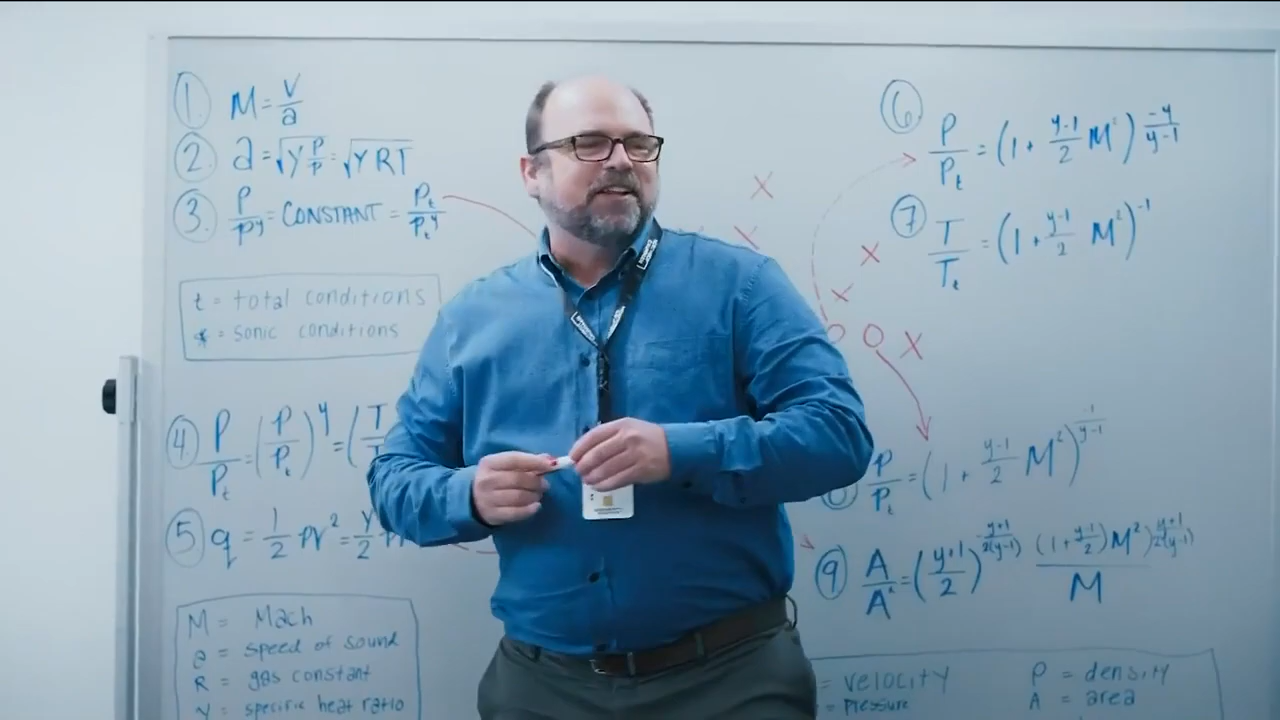 ① M = V/a
② a = √(γ P/ρ) = √(γRT)
③ P/ρ^γ = CONSTANT = Pt/ρt^γ
t = total conditions
* = sonic conditions
④ P/Pt = (ρ/ρt)^γ = (T/T
⑤ q = 1/2 ρV² = γ/2 P
M = Mach
a = speed of sound
R = gas constant
γ = specific heat ratio
⑥ P/Pt = (1 + (γ-1)/2 M²)^(-γ/(γ-1))
⑦ T/Tt = (1 + (γ-1)/2 M²)^-1
X X X X O X
ρ/ρt = (1 + (γ-1)/2 M²)^(-1/(γ-1))
⑨ A/A* = ((γ+1)/2)^(-(γ+1)/(2(γ-1))) (1 + (γ-1)/2) M²)^((γ+1)/(2(γ-1))) / M
= velocity
= pressure
ρ = density
A = area